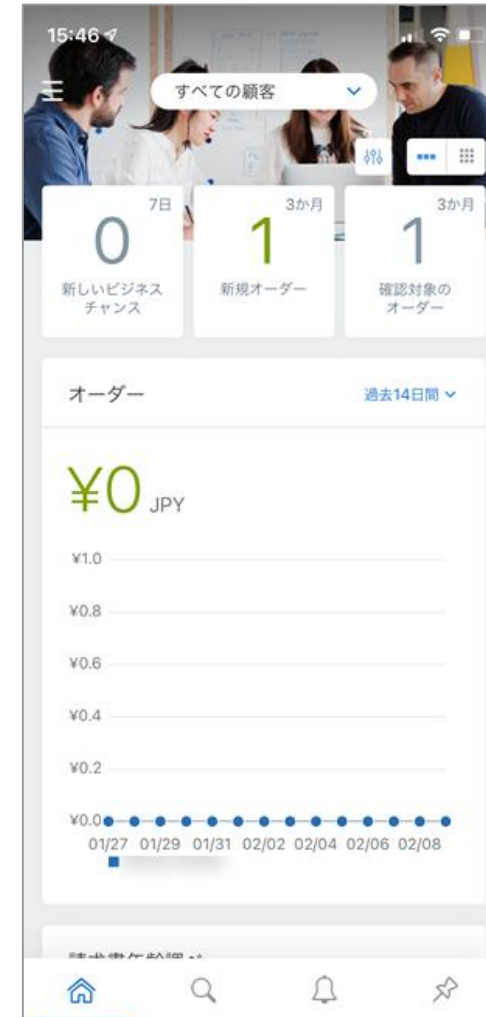 15:46
すべての顧客
7日
0
新しいビジネス
チャンス
3か月
1
新規オーダー
3か月
1
確認対象の
オーダー
オーダー
過去14日間
¥0 JPY
¥1.0
¥0.8
¥0.6
¥0.4
¥0.2
¥0.0
01/27 01/29 01/31 02/02 02/04 02/06 02/08